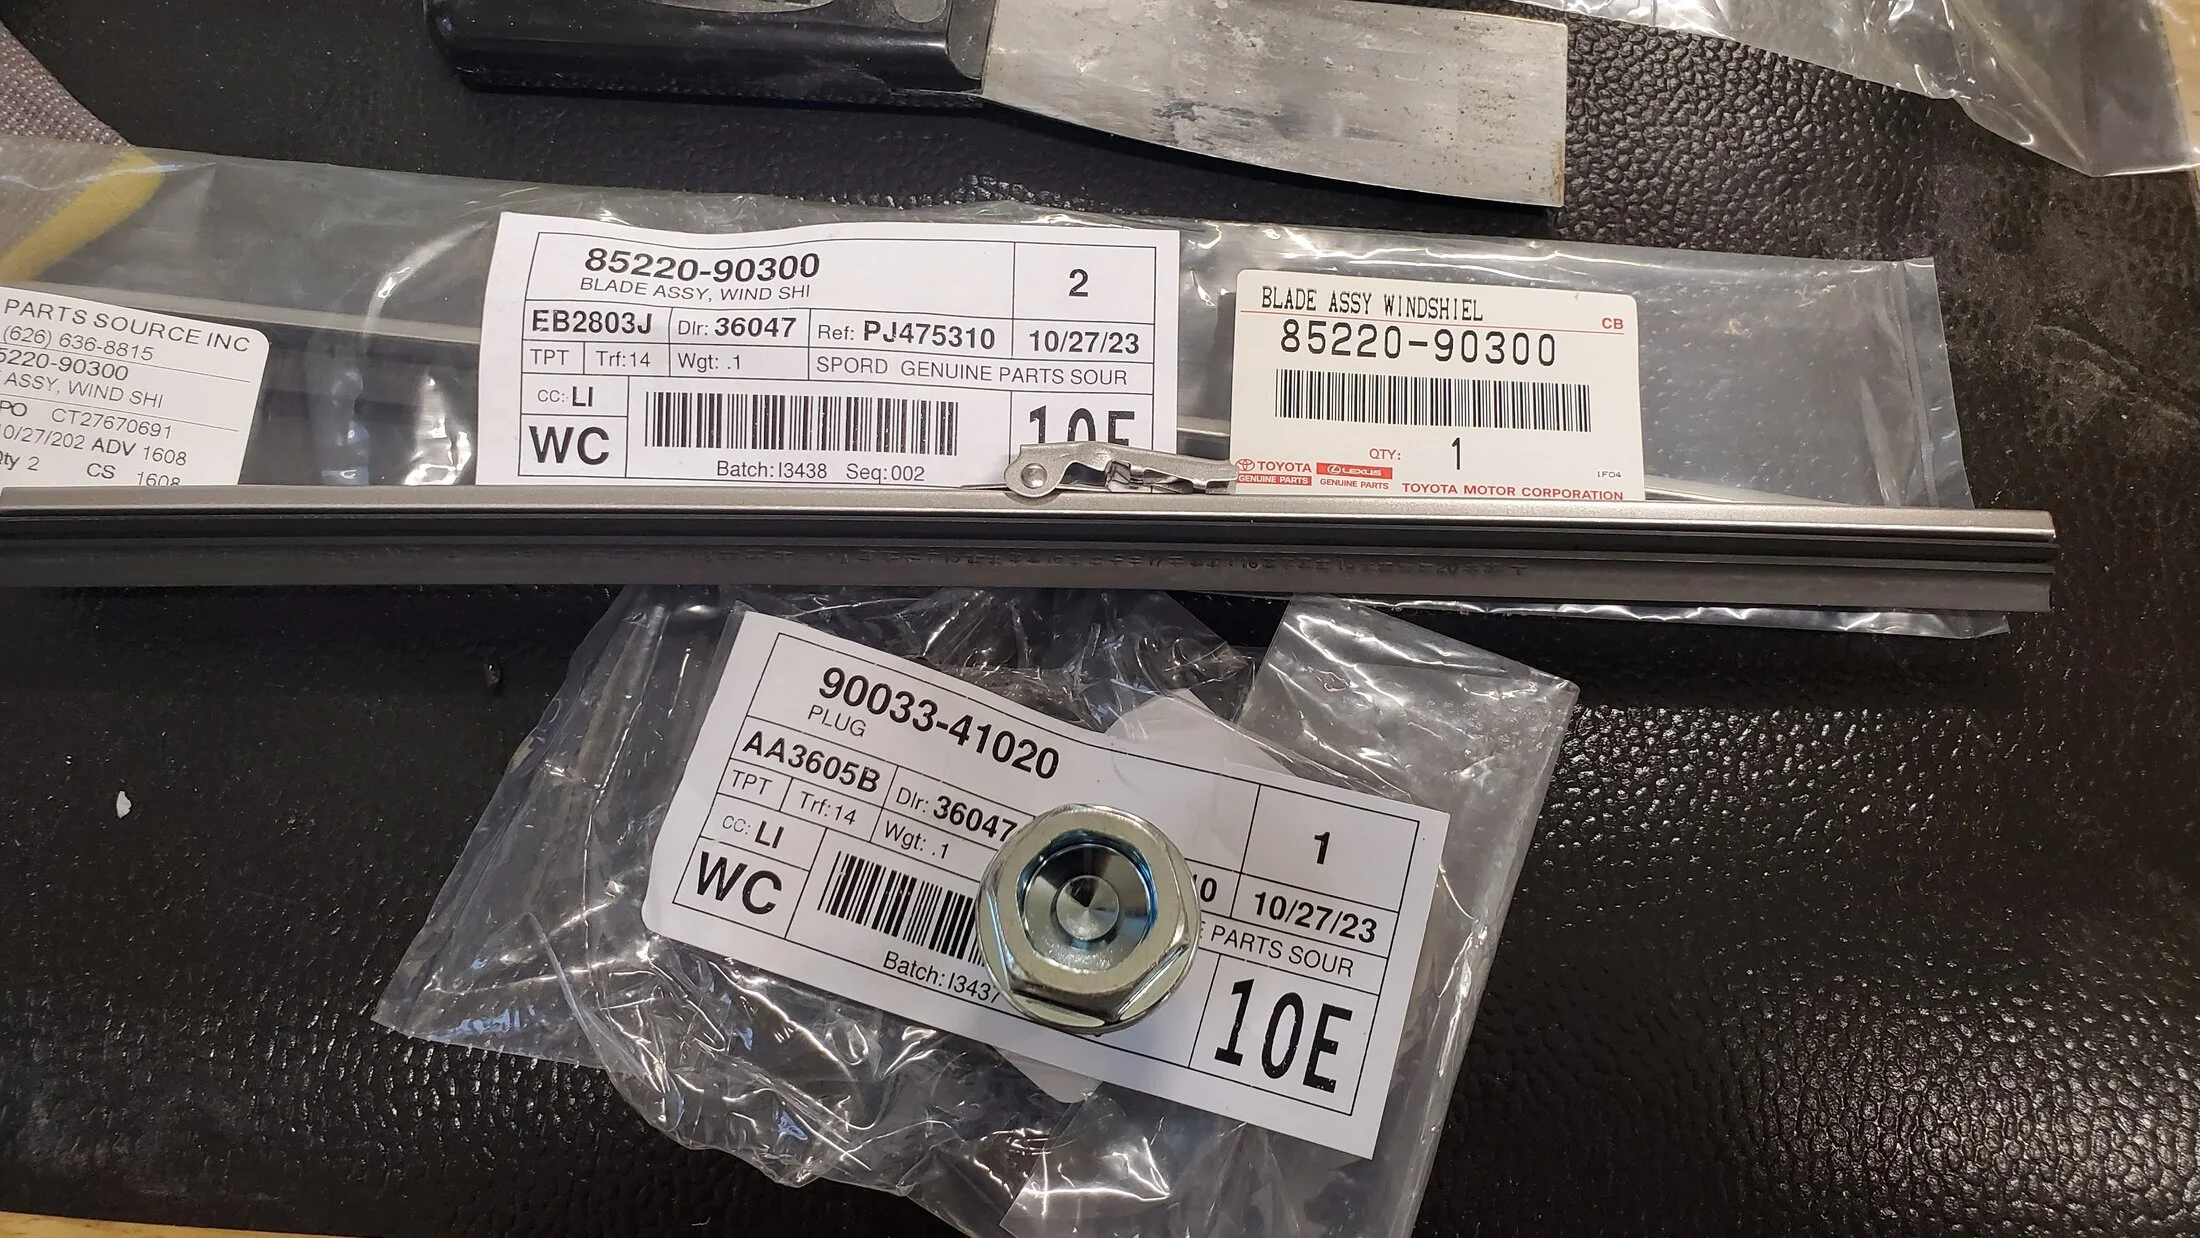 PARTS SOURCE INC
(626) 636-8815
5220-90300
ASSY, WIND SHI
PO CT27670691
10/27/202 ADV 1608
Qty 2 CS 1608
85220-90300
BLADE ASSY, WIND SHI
2
EB2803J Dlr: 36047 Ref: PJ475310 10/27/23
TPT Trf: 14 Wgt: .1 SPORD GENUINE PARTS SOUR
CC: LI
WC
10E
Batch: I3438 Seq: 002
BLADE ASSY WINDSHIEL
CB
85220-90300
QTY: 1
TOYOTA
GENUINE PARTS
LEXUS
GENUINE PARTS
TOYOTA MOTOR CORPORATION
1FD4
90033-41020
PLUG
1
AA3605B Dlr: 36047 10 10/27/23
TPT Trf: 14 Wgt: .1 PARTS SOUR
CC: LI
WC
10E
Batch: I3437